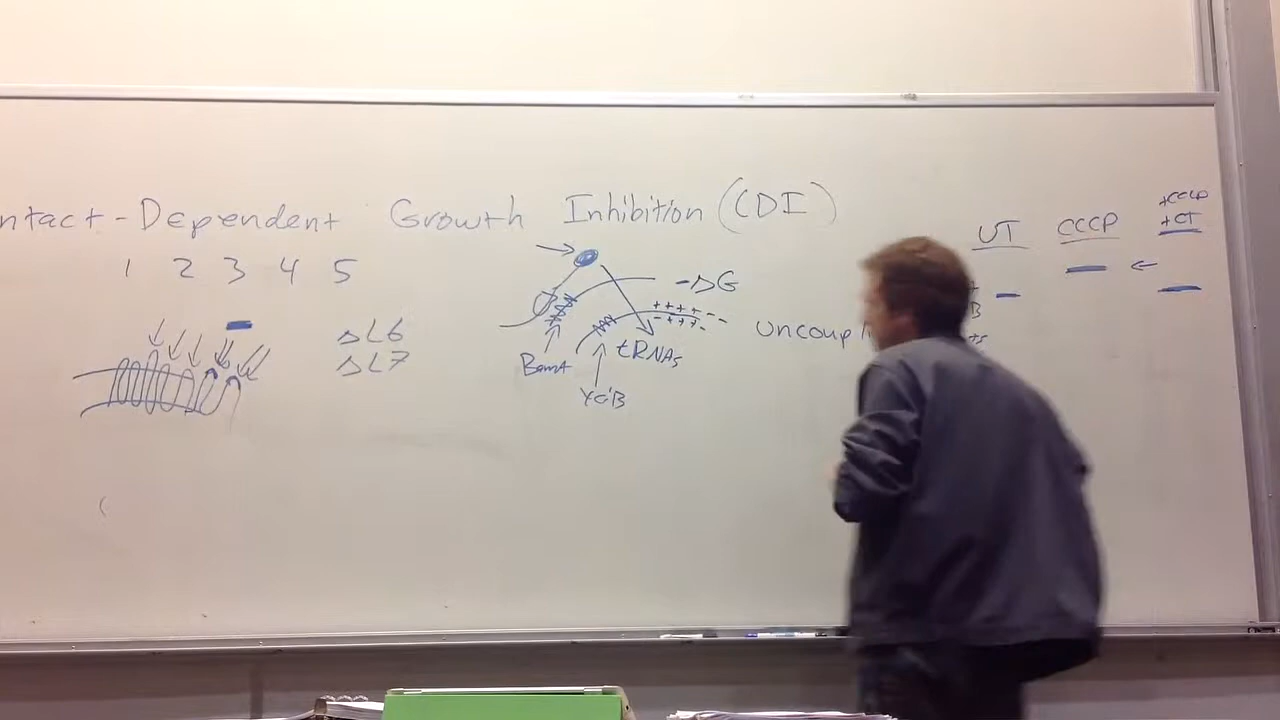 ntact-Dependent Growth Inhibition (CDI)
1 2 3 4 5
ΔL6
ΔL7
-ΔG
++++--
-+++-
BamA
tRNAs
YciB
uncoupli
UT
CCCP
+CCCP
+CT